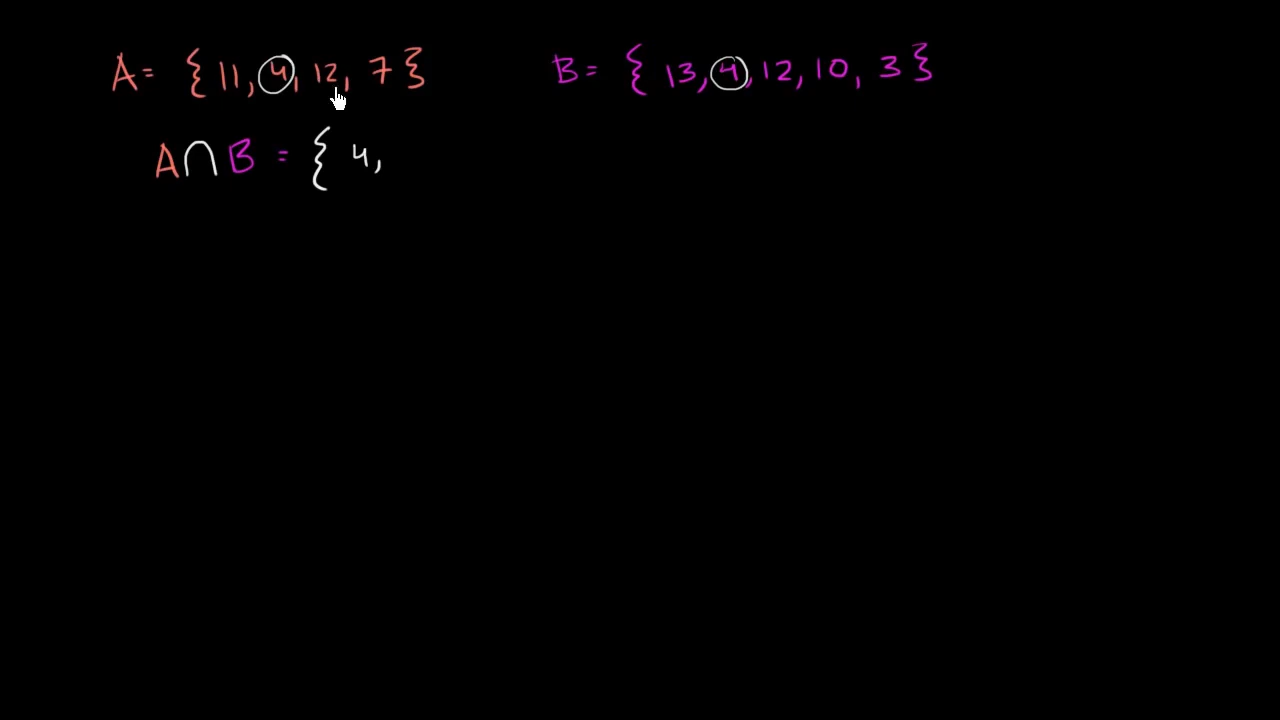 A = { 11, 4, 12, 7 } B = { 13, 4, 12, 10, 3 }
A ∩ B = { 4,